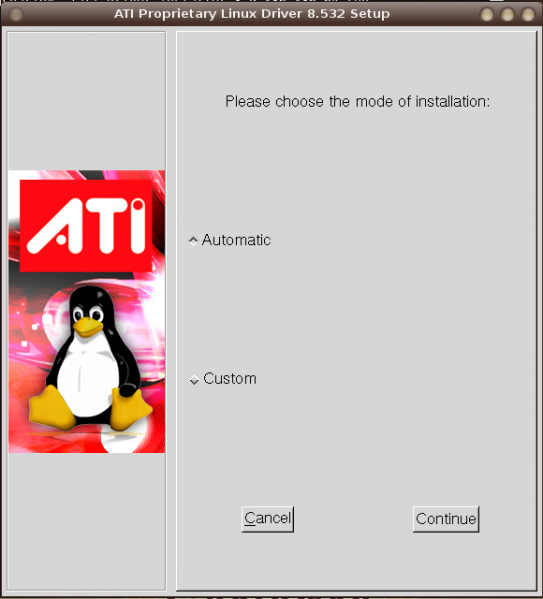 ATI Proprietary Linux Driver 8.532 Setup
Please choose the mode of installation:
ATI
Automatic
Custom
Cancel
Continue